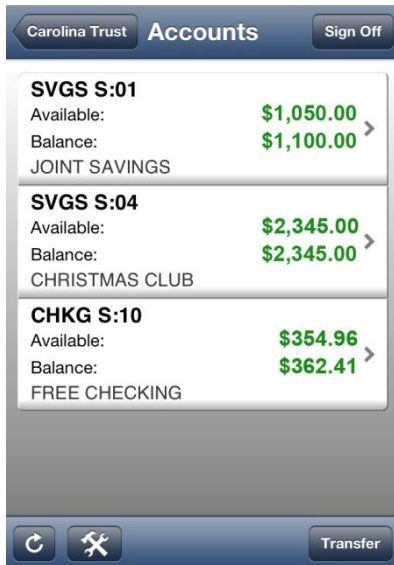 Carolina Trust Accounts Sign Off
SVGS S:01
Available: $1,050.00
Balance: $1,100.00
JOINT SAVINGS
SVGS S:04
Available: $2,345.00
Balance: $2,345.00
CHRISTMAS CLUB
CHKG S:10
Available: $354.96
Balance: $362.41
FREE CHECKING
Transfer